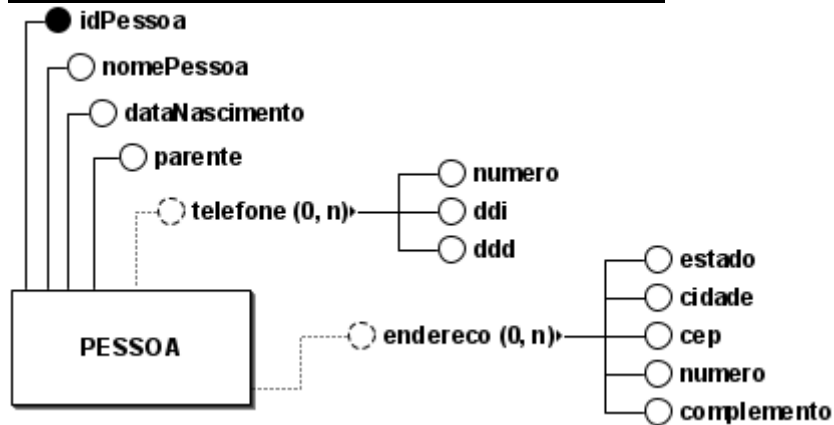 idPessoa
nomePessoa
dataNascimento
parente
telefone (0, n)
numero
ddi
ddd
PESSOA
endereco (0, n)
estado
cidade
cep
numero
complemento